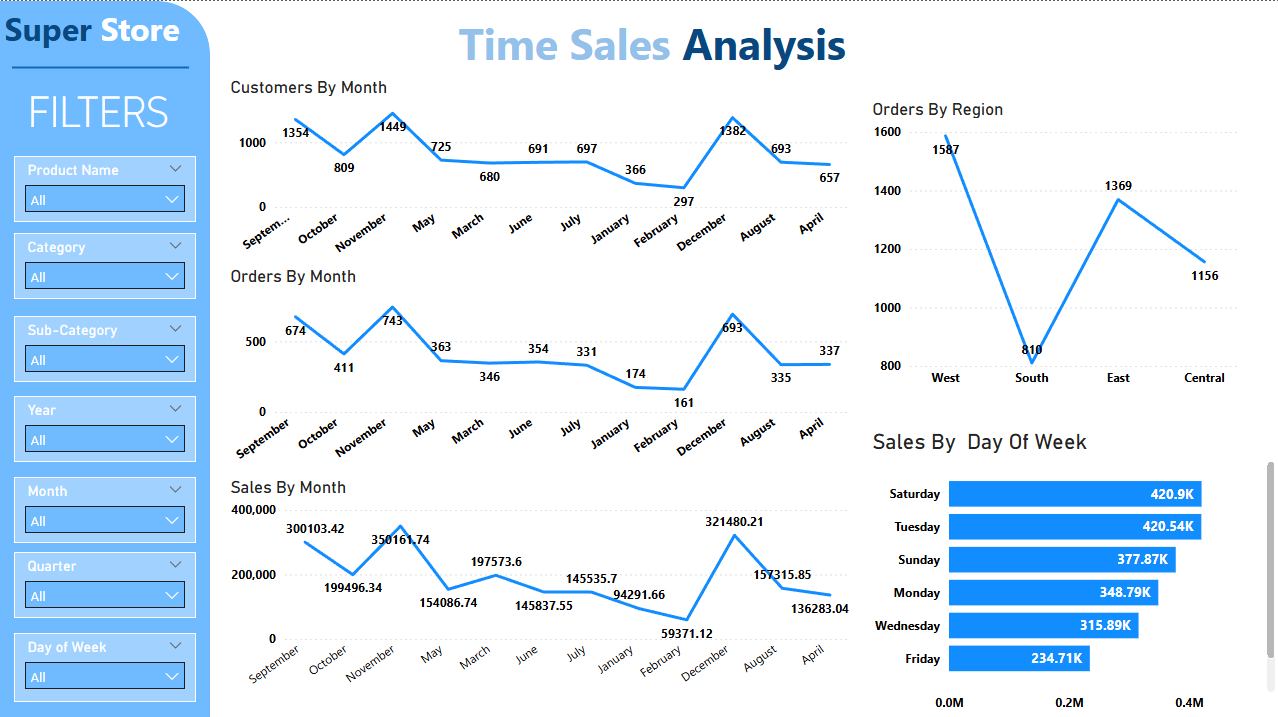 Super Store
FILTERS
Product Name
All
Category
All
Sub-Category
All
Year
All
Month
All
Quarter
All
Day of Week
All
Time Sales Analysis
Customers By Month
1000
0
1354
809
1449
725
680
691
697
366
297
1382
693
657
Septem...
October
November
May
March
June
July
January
February
December
August
April
Orders By Month
500
0
674
411
743
363
346
354
331
174
161
693
335
337
September
October
November
May
March
June
July
January
February
December
August
April
Sales By Month
400,000
200,000
0
300103.42
199496.34
350161.74
154086.74
197573.6
145837.55
145535.7
94291.66
59371.12
321480.21
157315.85
136283.04
September
October
November
May
March
June
July
January
February
December
August
April
Orders By Region
1600
1400
1200
1000
800
1587
810
1369
1156
West
South
East
Central
Sales By  Day Of Week
Saturday 420.9K
Tuesday 420.54K
Sunday 377.87K
Monday 348.79K
Wednesday 315.89K
Friday 234.71K
0.0M 0.2M 0.4M